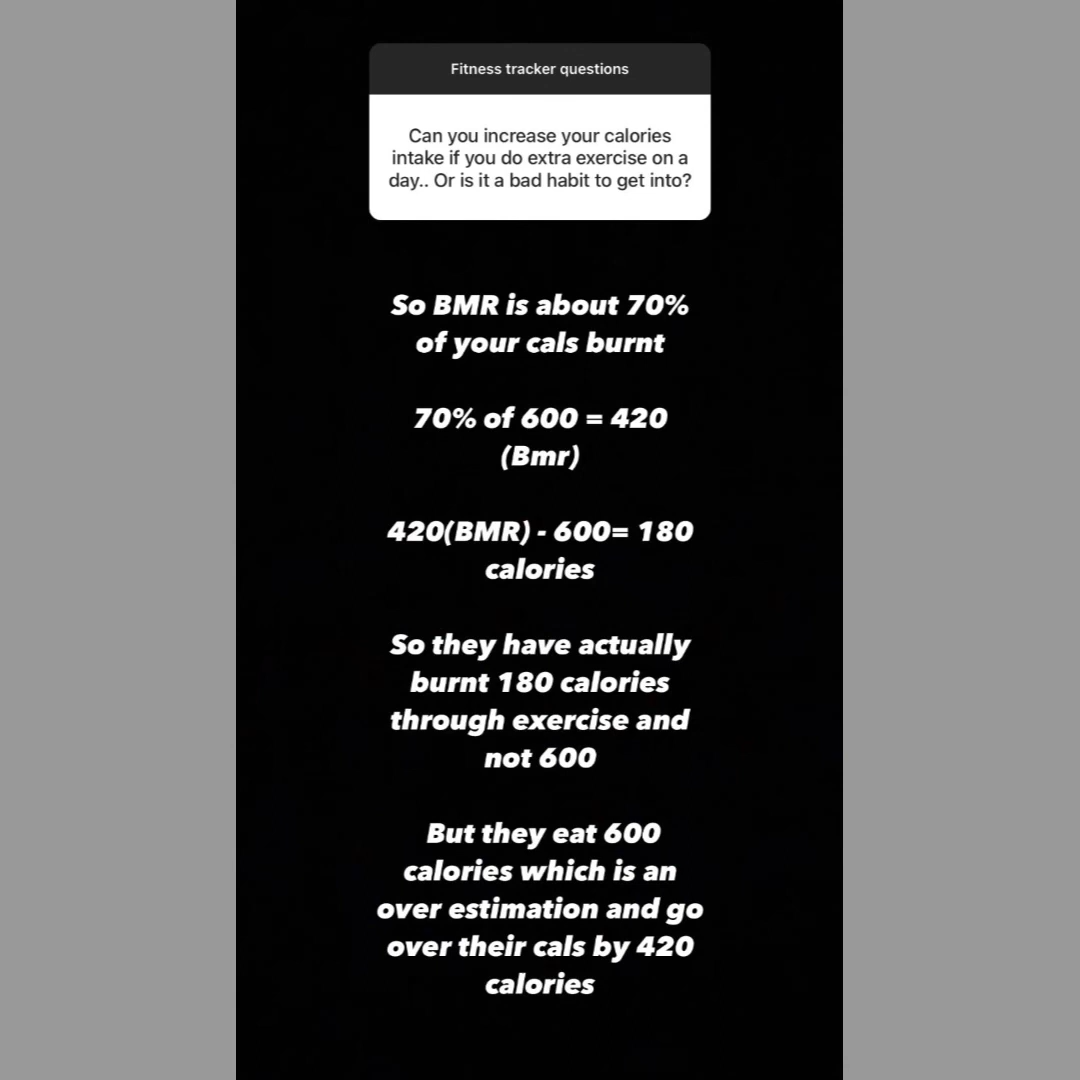 Fitness tracker questions
Can you increase your calories
intake if you do extra exercise on a
day.. Or is it a bad habit to get into?
So BMR is about 70%
of your cals burnt
70% of 600 = 420
(Bmr)
420(BMR) - 600= 180
calories
So they have actually
burnt 180 calories
through exercise and
not 600
But they eat 600
calories which is an
over estimation and go
over their cals by 420
calories